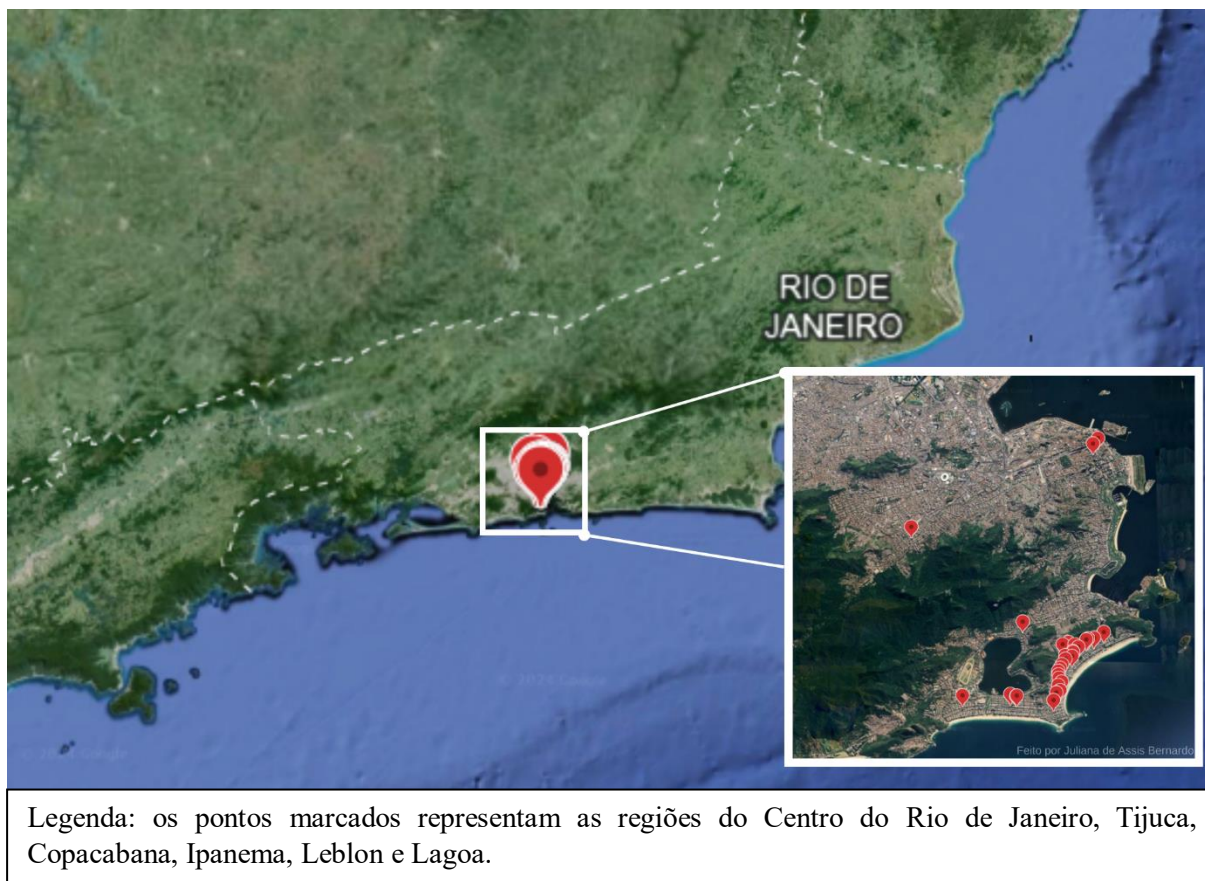 RIO DE
JANEIRO
Feito por Juliana de Assis Bernardo
Legenda: os pontos marcados representam as regiões do Centro do Rio de Janeiro, Tijuca,
Copacabana, Ipanema, Leblon e Lagoa.